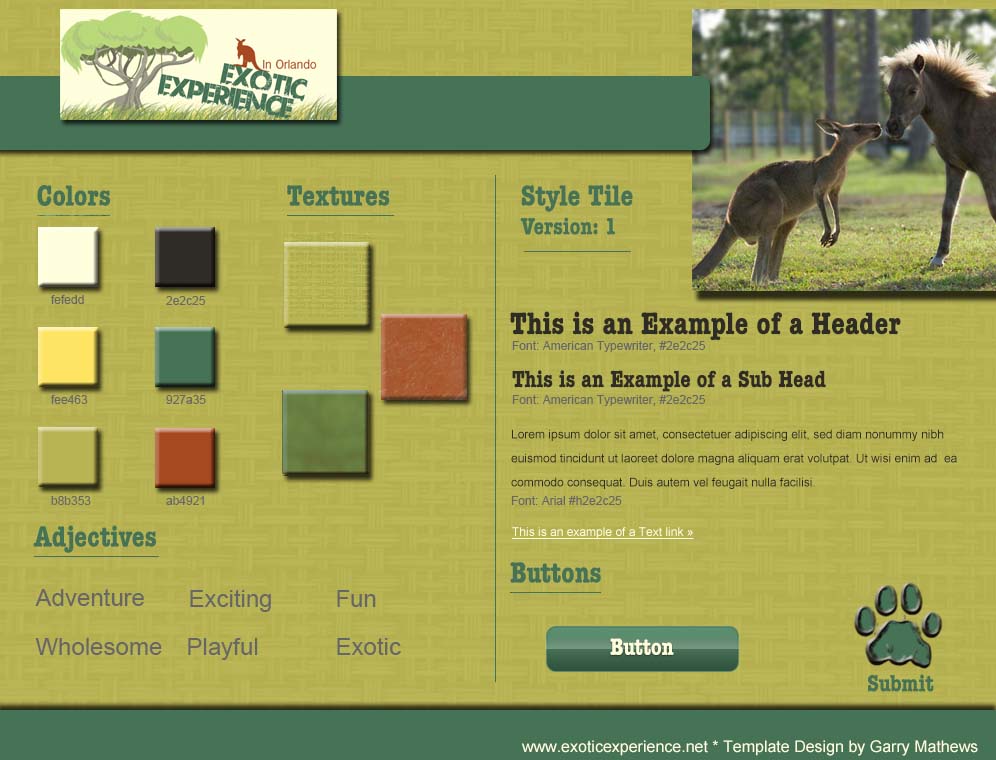 In Orlando
EXOTIC
EXPERIENCE
Colors
fefedd
2e2c25
fee463
927a35
b8b353
ab4921
Textures
Adjectives
Adventure Exciting Fun
Wholesome Playful Exotic
Style Tile
Version: 1
This is an Example of a Header
Font: American Typewriter, #2e2c25
This is an Example of a Sub Head
Font: American Typewriter, #2e2c25
Lorem ipsum dolor sit amet, consectetuer adipiscing elit, sed diam nonummy nibh
euismod tincidunt ut laoreet dolore magna aliquam erat volutpat. Ut wisi enim ad ea
commodo consequat. Duis autem vel feugait nulla facilisi.
Font: Arial #h2e2c25
This is an example of a Text link »
Buttons
Button
Submit
www.exoticexperience.net * Template Design by Garry Mathews